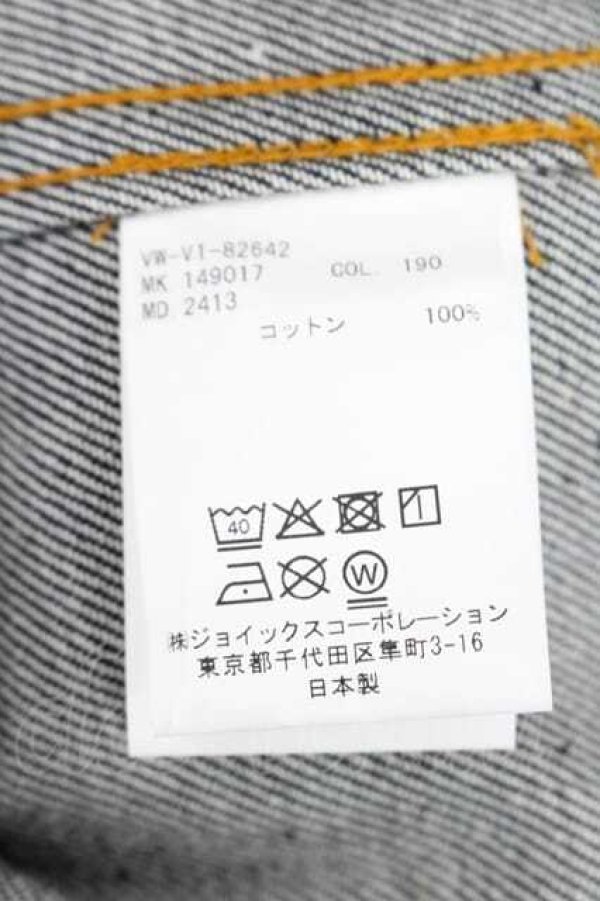 VW-V1-82642
MK 149017 COL. 190
MD 2413
コットン 100%
40
W
㈱ジョイックスコーポレーション
東京都千代田区隼町3-16
日本製